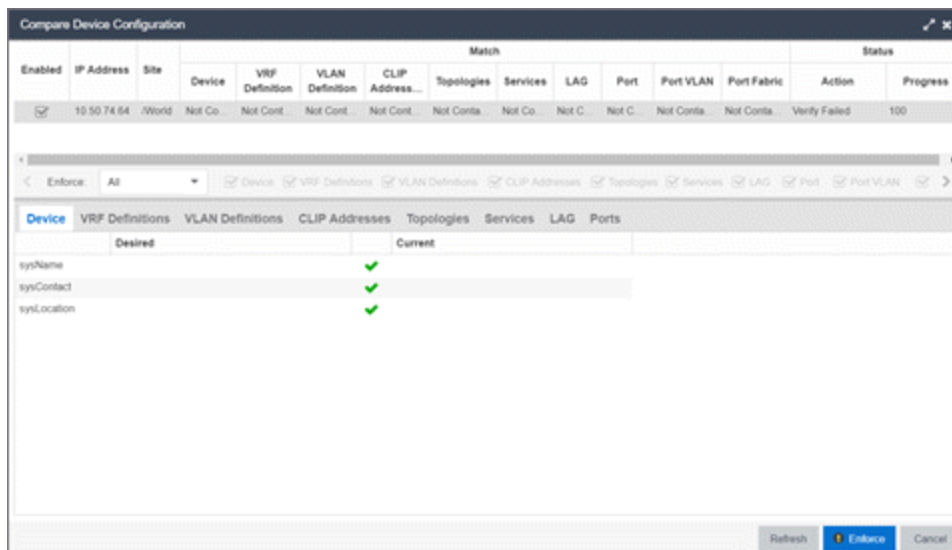 Compare Device Configuration
Match Status
Enabled IP Address Site Device VRF Definition VLAN Definition CLIP Address... Topologies Services LAG Port Port VLAN Port Fabric Action Progress
10.50.74.64 /World Not Co... Not Cont... Not Cont... Not Cont... Not Conta... Not Co... Not C... Not C... Not Conta... Not Conta... Verify Failed 100
Enforce: All Device VRF Definitions VLAN Definitions CLIP Addresses Topologies Services LAG Port Port VLAN
Device VRF Definitions VLAN Definitions CLIP Addresses Topologies Services LAG Ports
Desired Current
sysName
sysContact
sysLocation
Refresh Enforce Cancel